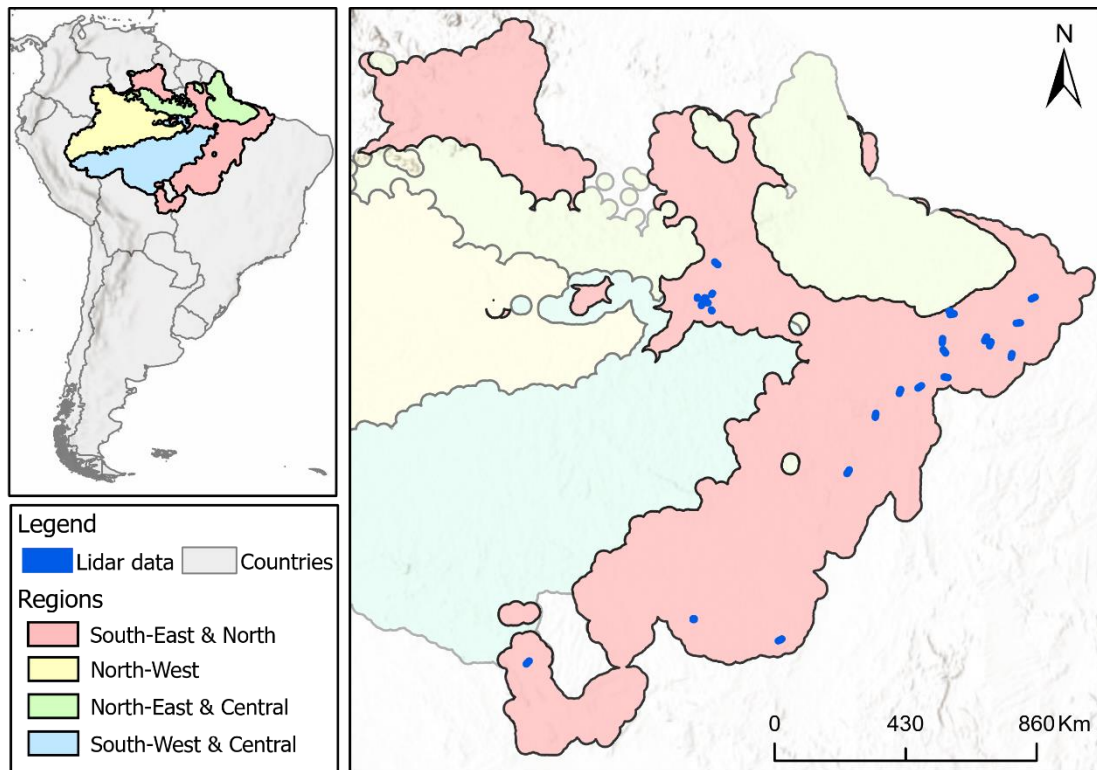 N
0 430 860 Km
Legend
Lidar data Countries
Regions
South-East & North
North-West
North-East & Central
South-West & Central